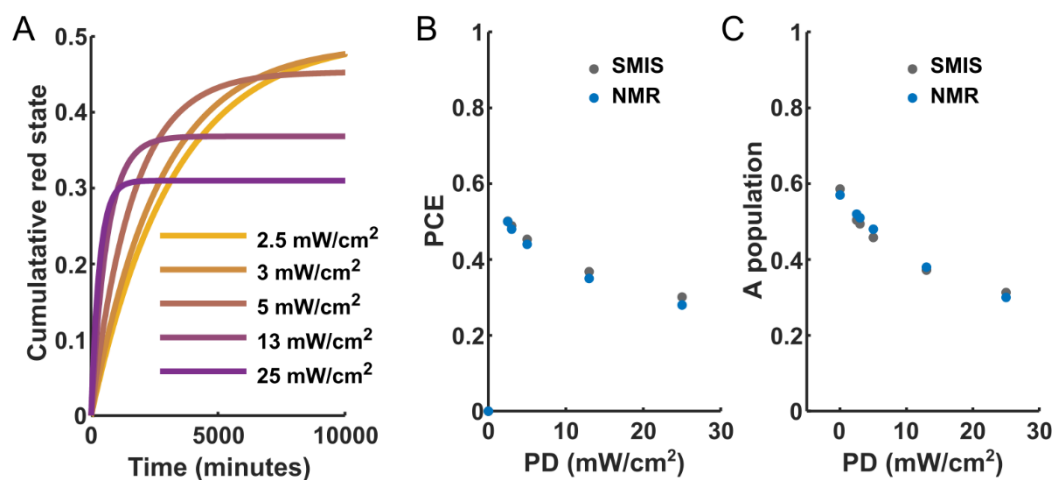 A
Cumulatative red state
0.5
0.4
0.3
0.2
0.1
0
0
5000
10000
Time (minutes)
2.5 mW/cm²
3 mW/cm²
5 mW/cm²
13 mW/cm²
25 mW/cm²
B
PCE
1
0.8
0.6
0.4
0.2
0
0
10
20
30
PD (mW/cm²)
SMIS
NMR
C
A population
1
0.8
0.6
0.4
0.2
0
0
10
20
30
PD (mW/cm²)
SMIS
NMR